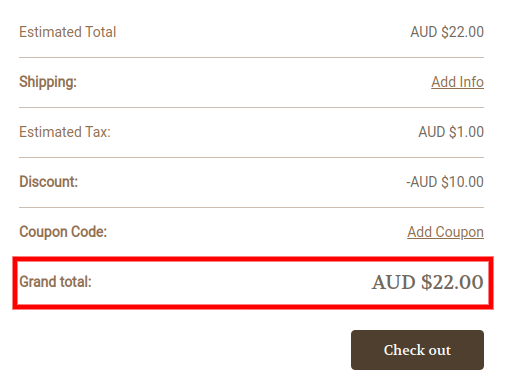 Estimated Total AUD $22.00
Shipping: Add Info
Estimated Tax: AUD $1.00
Discount: -AUD $10.00
Coupon Code: Add Coupon
Grand total: AUD $22.00
Check out